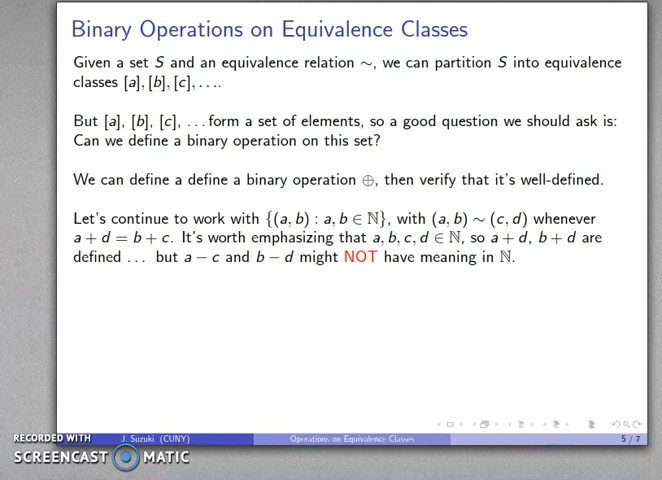 Binary Operations on Equivalence Classes
Given a set S and an equivalence relation ∼, we can partition S into equivalence
classes [a], [b], [c], ....
But [a], [b], [c], ... form a set of elements, so a good question we should ask is:
Can we define a binary operation on this set?
We can define a define a binary operation ⊕, then verify that it's well-defined.
Let's continue to work with {(a, b) : a, b ∈ ℕ}, with (a, b) ∼ (c, d) whenever
a + d = b + c. It's worth emphasizing that a, b, c, d ∈ ℕ, so a + d, b + d are
defined ... but a − c and b − d might NOT have meaning in ℕ.
J. Suzuki (CUNY) Operations on Equivalence Classes 5 / 7
RECORDED WITH
SCREENCAST MATIC